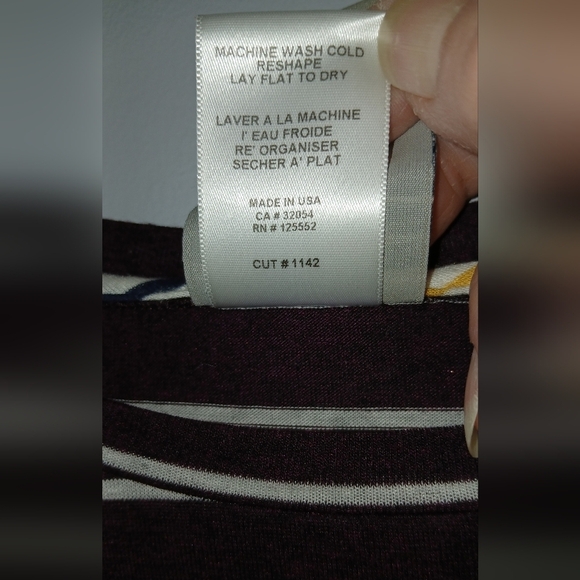 MACHINE WASH COLD
RESHAPE
LAY FLAT TO DRY
LAVER A LA MACHINE
I' EAU FROIDE
RE' ORGANISER
SECHER A' PLAT
MADE IN USA
CA # 32054
RN # 125552
CUT # 1142